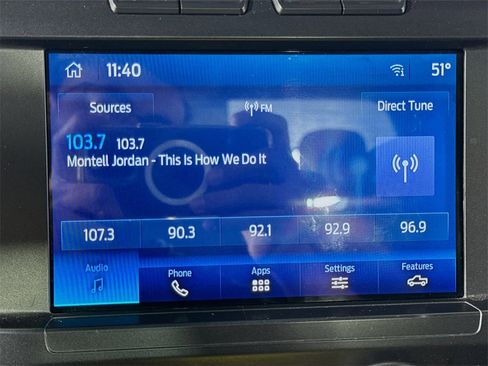 11:40 51°
Sources FM Direct Tune
103.7 103.7
Montell Jordan - This Is How We Do It
107.3 90.3 92.1 92.9 96.9
Audio Phone Apps Settings Features